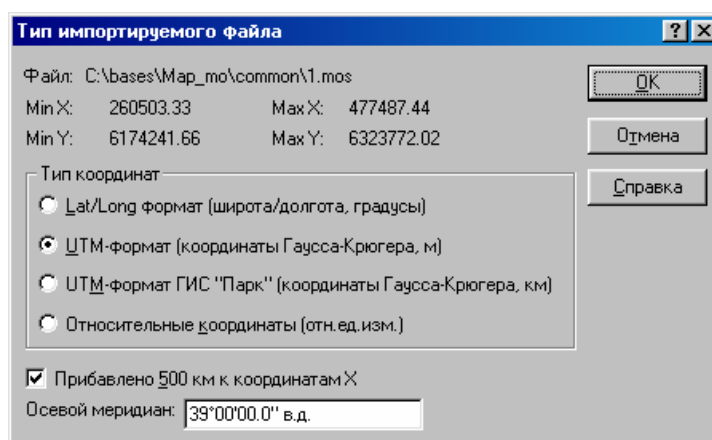 Тип импортируемого файла
Файл: C:\bases\Map_mo\common\1.mos
OK
Min X: 260503.33 Max X: 477487.44
Min Y: 6174241.66 Max Y: 6323772.02
Отмена
Тип координат
Справка
Lat/Long формат (широта/долгота, градусы)
UTM-формат (координаты Гаусса-Крюгера, м)
UTM-формат ГИС "Парк" (координаты Гаусса-Крюгера, км)
Относительные координаты (отн.ед.изм.)
Прибавлено 500 км к координатам X
Осевой меридиан: 39°00'00.0" в.д.